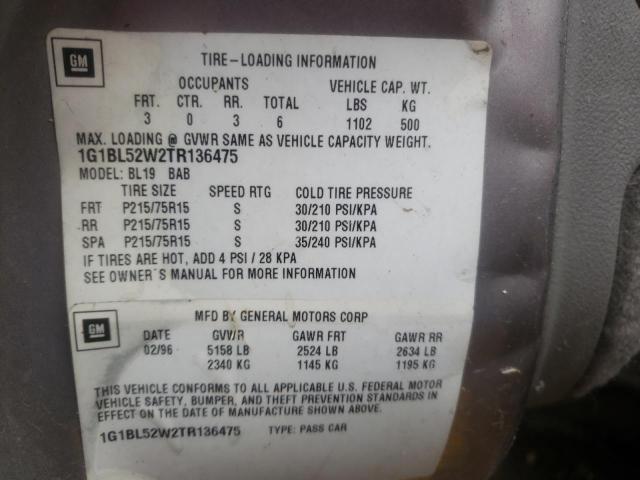 GM
TIRE-LOADING INFORMATION
OCCUPANTS VEHICLE CAP. WT.
FRT. CTR. RR. TOTAL LBS KG
3 0 3 6 1102 500
MAX. LOADING @ GVWR SAME AS VEHICLE CAPACITY WEIGHT.
1G1BL52W2TR136475
MODEL: BL19 BAB
TIRE SIZE SPEED RTG COLD TIRE PRESSURE
FRT P215/75R15 S 30/210 PSI/KPA
RR P215/75R15 S 30/210 PSI/KPA
SPA P215/75R15 S 35/240 PSI/KPA
IF TIRES ARE HOT, ADD 4 PSI / 28 KPA
SEE OWNER'S MANUAL FOR MORE INFORMATION
GM
MFD BY GENERAL MOTORS CORP
DATE GVWR GAWR FRT GAWR RR
02/96 5158 LB 2524 LB 2634 LB
2340 KG 1145 KG 1195 KG
THIS VEHICLE CONFORMS TO ALL APPLICABLE U.S. FEDERAL MOTOR
VEHICLE SAFETY, BUMPER, AND THEFT PREVENTION STANDARDS IN
EFFECT ON THE DATE OF MANUFACTURE SHOWN ABOVE.
1G1BL52W2TR136475 TYPE: PASS CAR